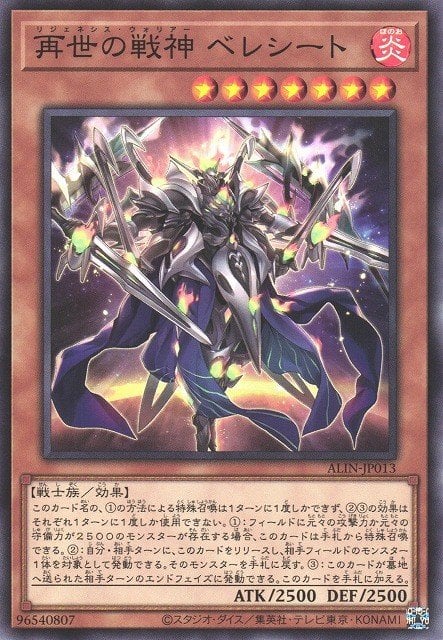 リジェネシス ウォリアー
再世の戦神 ベレシート
ほのお
炎
ALIN-JP013
【戦士族/効果】
このカード名の、①の方法による特殊召喚は1ターンに1度しかできず、②③の効果は
それぞれ1ターンに1度しか使用できない。①：フィールドに元々の攻撃力か元々の
守備力が2500のモンスターが存在する場合、このカードは手札から特殊召喚
できる。②：自分・相手ターンに、このカードをリリースし、相手フィールドのモンスター
1体を対象として発動できる。そのモンスターを手札に戻す。③：このカードが墓地
へ送られた相手ターンのエンドフェイズに発動できる。このカードを手札に加える。
ATK/2500 DEF/2500
96540807
©スタジオ・ダイス/集英社・テレビ東京・KONAMI